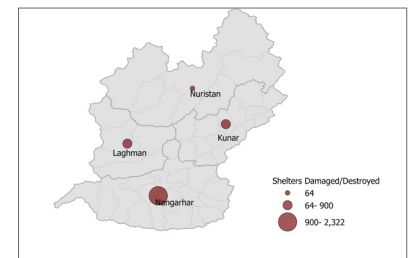 Nuristan
Kunar
Laghman
Nangarhar
Shelters Damaged/Destroyed
64
64- 900
900- 2,322